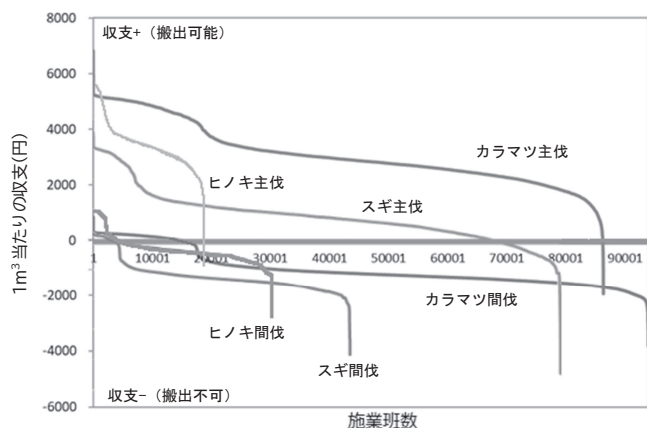 収支+（搬出可能）
8000
6000
4000
2000
0
-2000
-4000
-6000
1m³当たりの収支(円)
カラマツ主伐
ヒノキ主伐
スギ主伐
1 10001 20001 30001 40001 50001 60001 70001 80001 90001
カラマツ間伐
ヒノキ間伐
スギ間伐
収支−（搬出不可）
施業班数